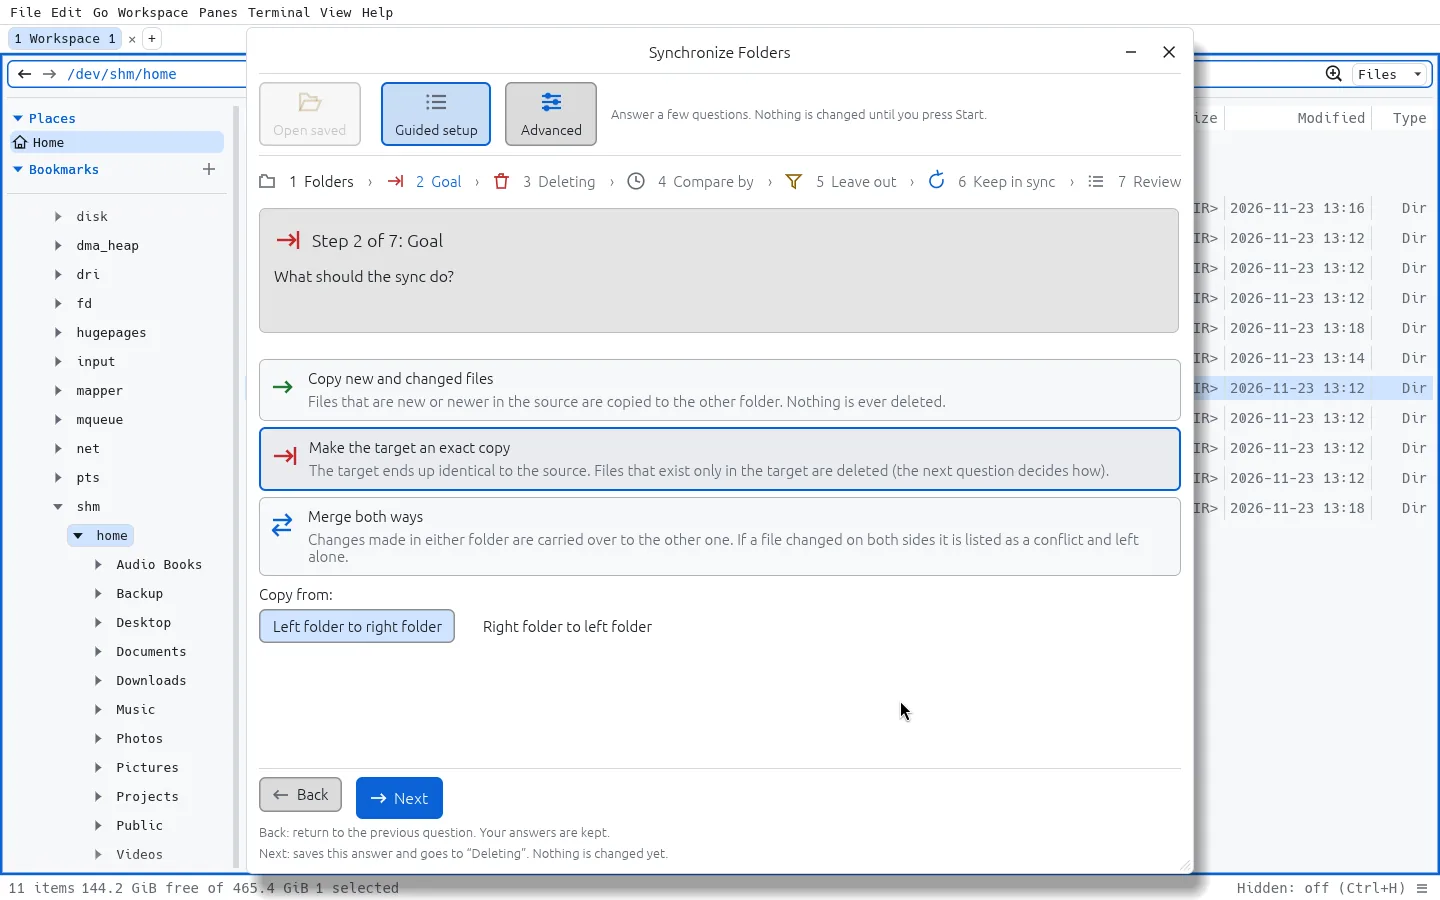 File Edit Go Workspace Panes Terminal View Help
1 Workspace 1 × +
/dev/shm/home
Files
Places
Home
Bookmarks
disk
dma_heap
dri
fd
hugepages
input
mapper
mqueue
net
pts
shm
home
Audio Books
Backup
Desktop
Documents
Downloads
Music
Photos
Pictures
Projects
Public
Videos
Synchronize Folders
Open saved
Guided setup
Advanced
Answer a few questions. Nothing is changed until you press Start.
1 Folders › 2 Goal › 3 Deleting › 4 Compare by › 5 Leave out › 6 Keep in sync › 7 Review
Step 2 of 7: Goal
What should the sync do?
Copy new and changed files
Files that are new or newer in the source are copied to the other folder. Nothing is ever deleted.
Make the target an exact copy
The target ends up identical to the source. Files that exist only in the target are deleted (the next question decides how).
Merge both ways
Changes made in either folder are carried over to the other one. If a file changed on both sides it is listed as a conflict and left
alone.
Copy from:
Left folder to right folder
Right folder to left folder
Back
Next
Back: return to the previous question. Your answers are kept.
Next: saves this answer and goes to “Deleting”. Nothing is changed yet.
ize Modified Type
IR> 2026-11-23 13:16 Dir
IR> 2026-11-23 13:12 Dir
IR> 2026-11-23 13:12 Dir
IR> 2026-11-23 13:12 Dir
IR> 2026-11-23 13:18 Dir
IR> 2026-11-23 13:14 Dir
IR> 2026-11-23 13:12 Dir
IR> 2026-11-23 13:12 Dir
IR> 2026-11-23 13:12 Dir
IR> 2026-11-23 13:12 Dir
IR> 2026-11-23 13:18 Dir
11 items 144.2 GiB free of 465.4 GiB 1 selected
Hidden: off (Ctrl+H)